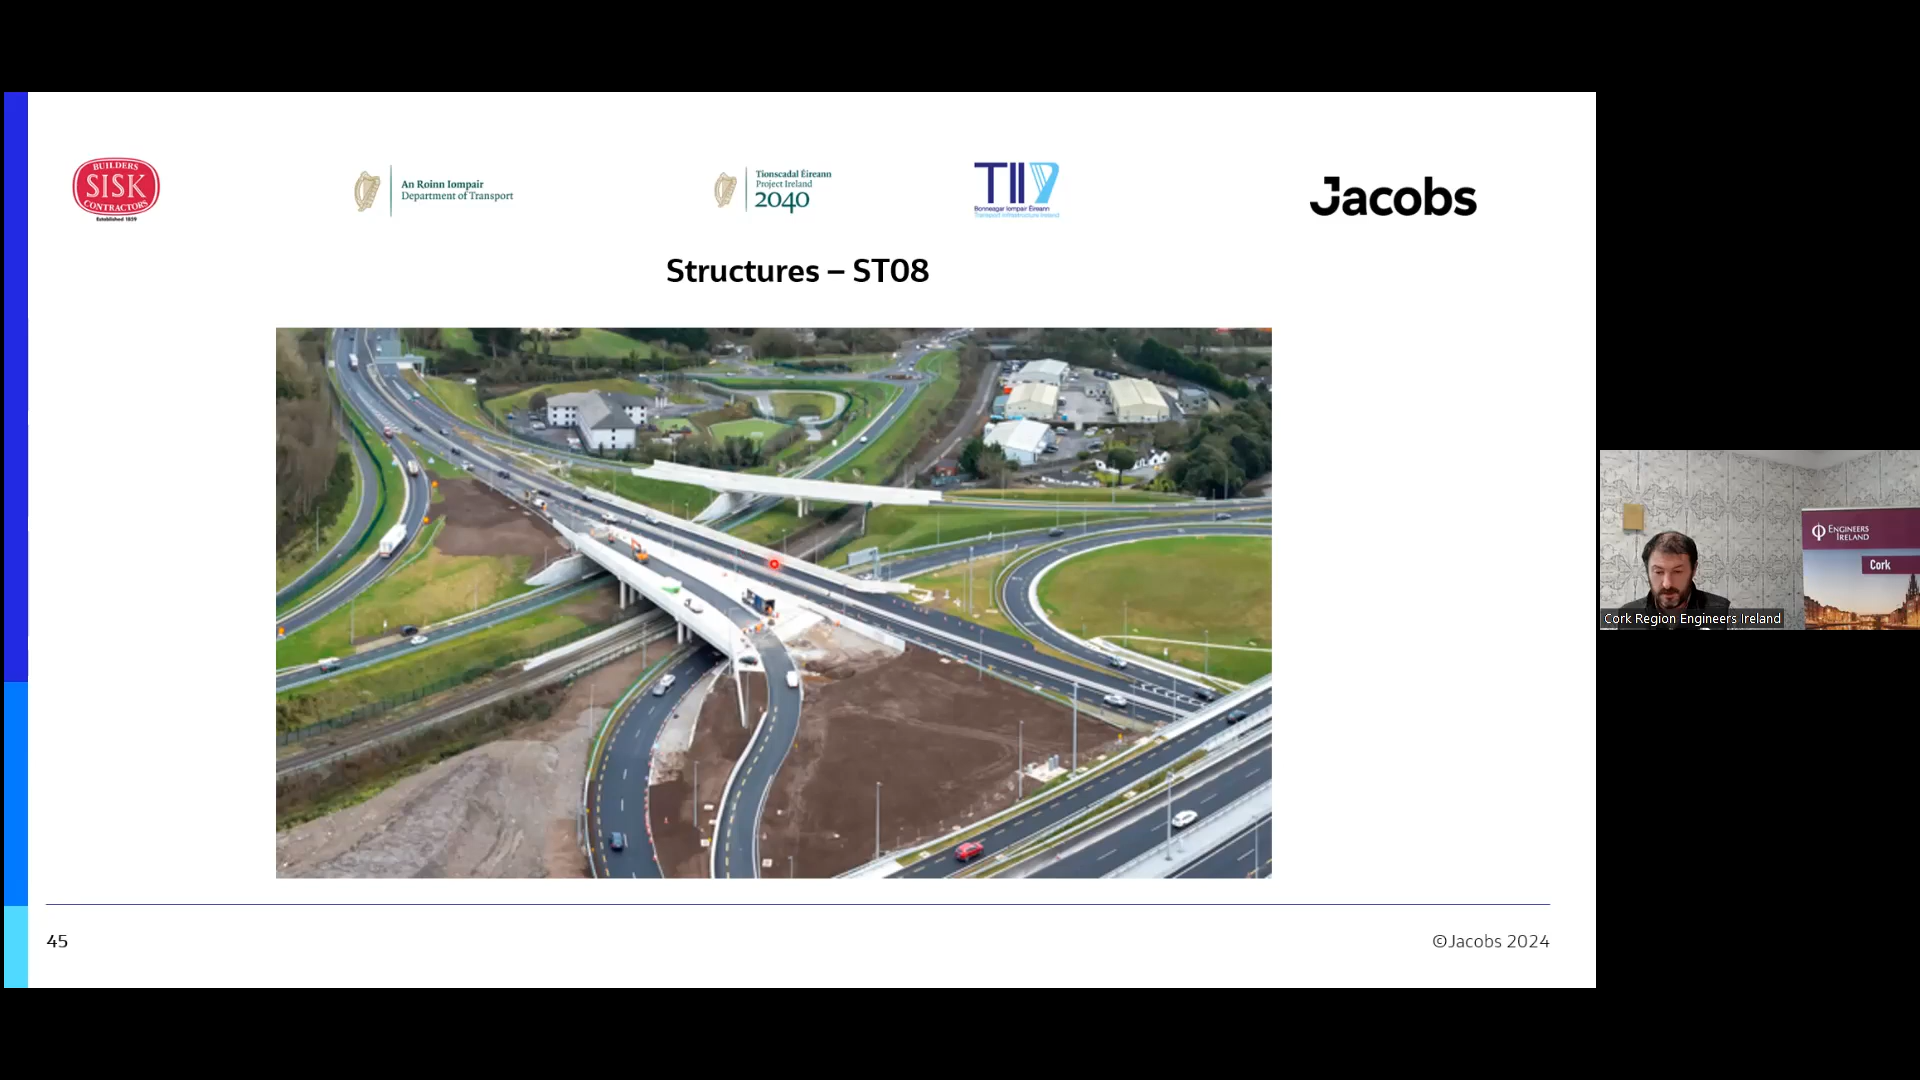 BUILDERS
SISK
CONTRACTORS
Established 1859
An Roinn Iompair
Department of Transport
Tionscadal Éireann
Project Ireland
2040
TII
Bonneagar Iompair Éireann
Transport Infrastructure Ireland
Jacobs
Structures – ST08
ENGINEERS
IRELAND
Cork
Cork Region Engineers Ireland
45
©Jacobs 2024